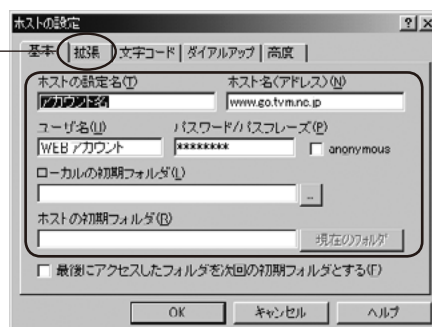 ホストの設定
基本 拡張 文字コード ダイアルアップ 高度
ホストの設定名(T) ホスト名(アドレス)(N)
アカウント名 www.go.tvm.ne.jp
ユーザ名(U) パスワード/パスフレーズ(P)
WEBアカウント ******** anonymous
ローカルの初期フォルダ(L)
...
ホストの初期フォルダ(R)
現在のフォルダ
最後にアクセスしたフォルダを次回の初期フォルダとする(F)
OK キャンセル ヘルプ